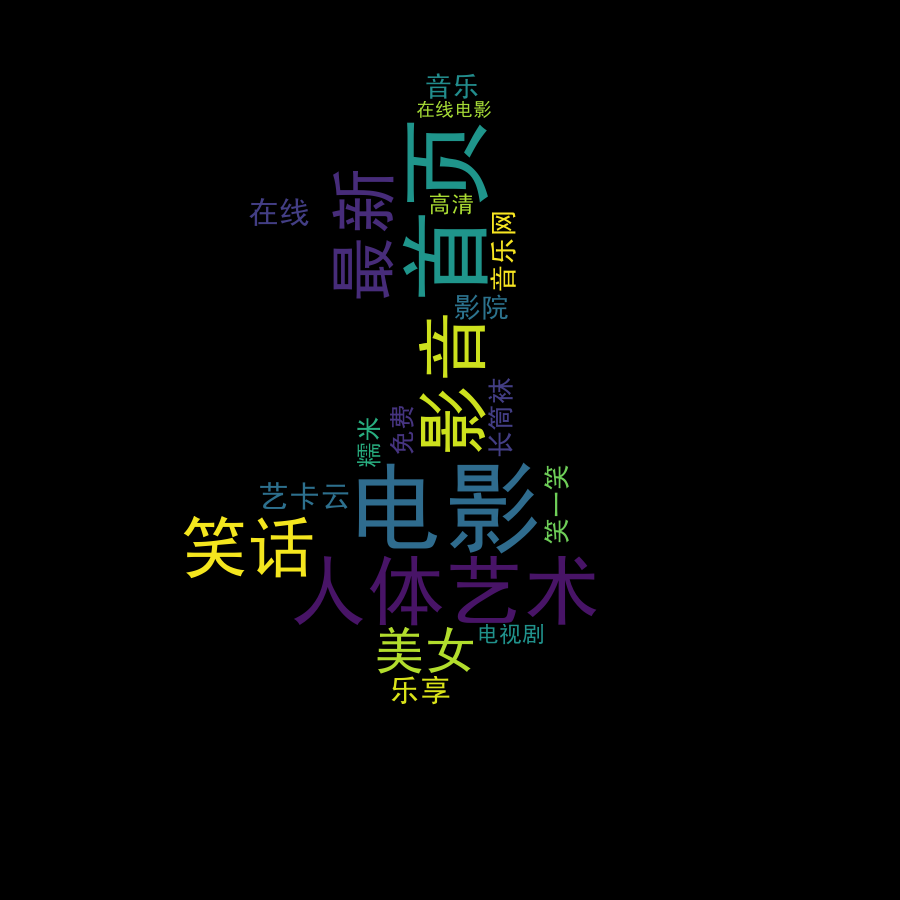 音乐
在线电影
首页
最新
高清
在线
音乐网
影院
影音
长筒袜
免费
糯米
电影
笑一笑
艺卡云
笑话
人体艺术
电视剧
美女
乐享